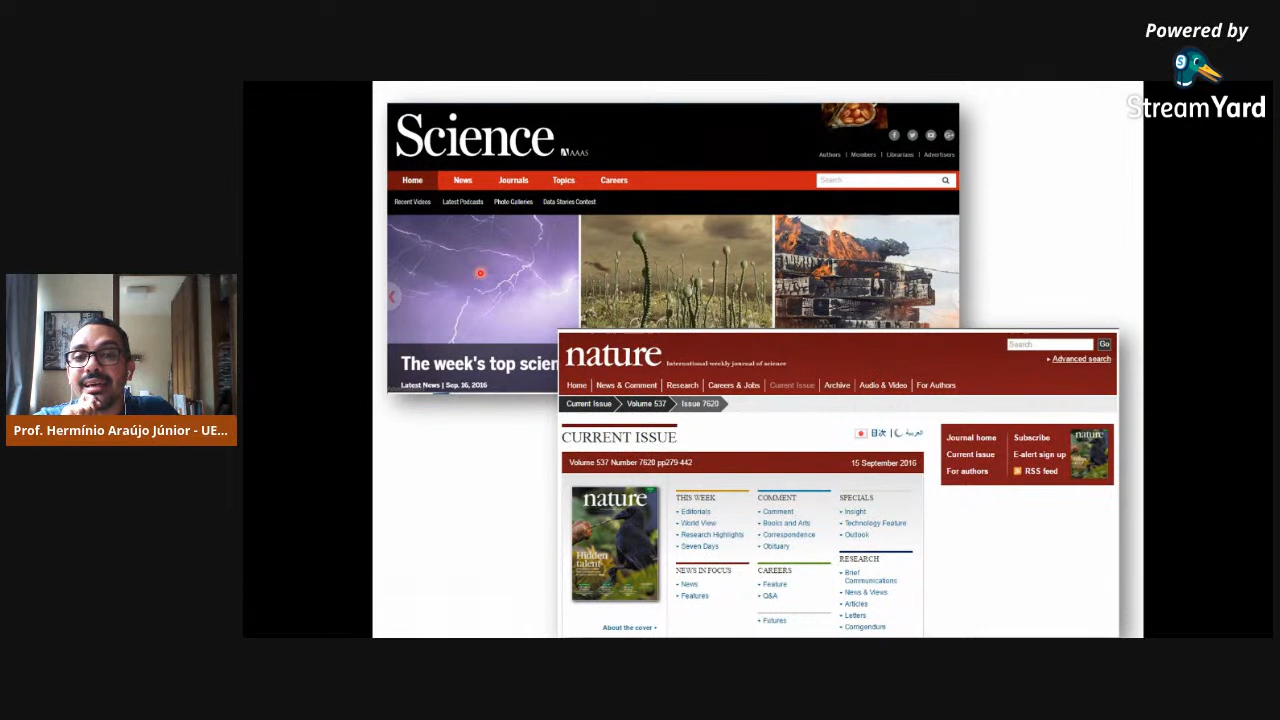 Powered by
StreamYard
Science
AAAS
Authors | Members | Librarians | Advertisers
Home News Journals Topics Careers
Search
Recent Videos Latest Podcasts Photo Galleries Data Stories Contest
The week's top scien
Latest News | Sep. 16, 2016
nature International weekly journal of science
Search Go
Advanced search
Home | News & Comment | Research | Careers & Jobs | Current Issue | Archive | Audio & Video | For Authors
Current Issue Volume 537 Issue 7620
CURRENT ISSUE
目次 | العربية
Volume 537 Number 7620 pp279-442 15 September 2016
nature
Hidden
talent
About the cover
THIS WEEK
Editorials
World View
Research Highlights
Seven Days
NEWS IN FOCUS
News
Features
COMMENT
Comment
Books and Arts
Correspondence
Obituary
CAREERS
Feature
Q&A
Futures
SPECIALS
Insight
Technology Feature
Outlook
RESEARCH
Brief
Communications
News & Views
Articles
Letters
Corrigendum
Journal home
Current issue
For authors
Subscribe
E-alert sign up
RSS feed
nature
Prof. Hermínio Araújo Júnior - UE...